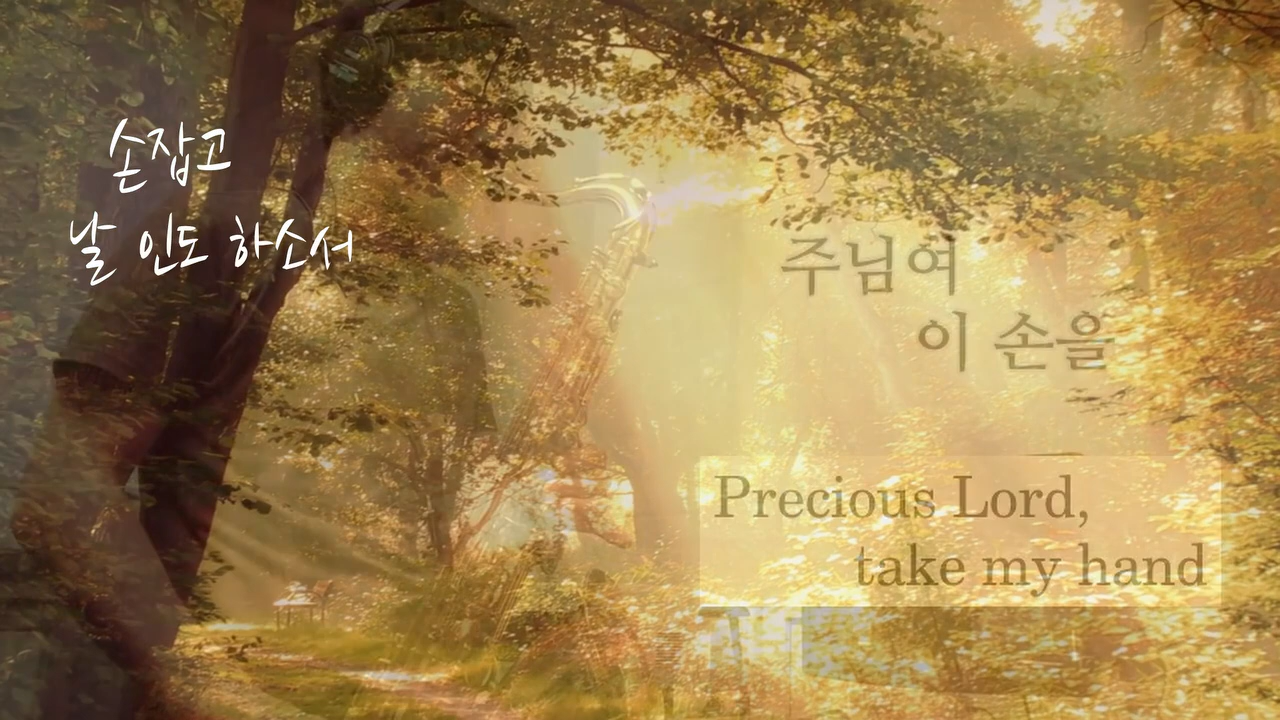 손잡고
날 인도 하소서
주님여
이 손을
Precious Lord,
take my hand